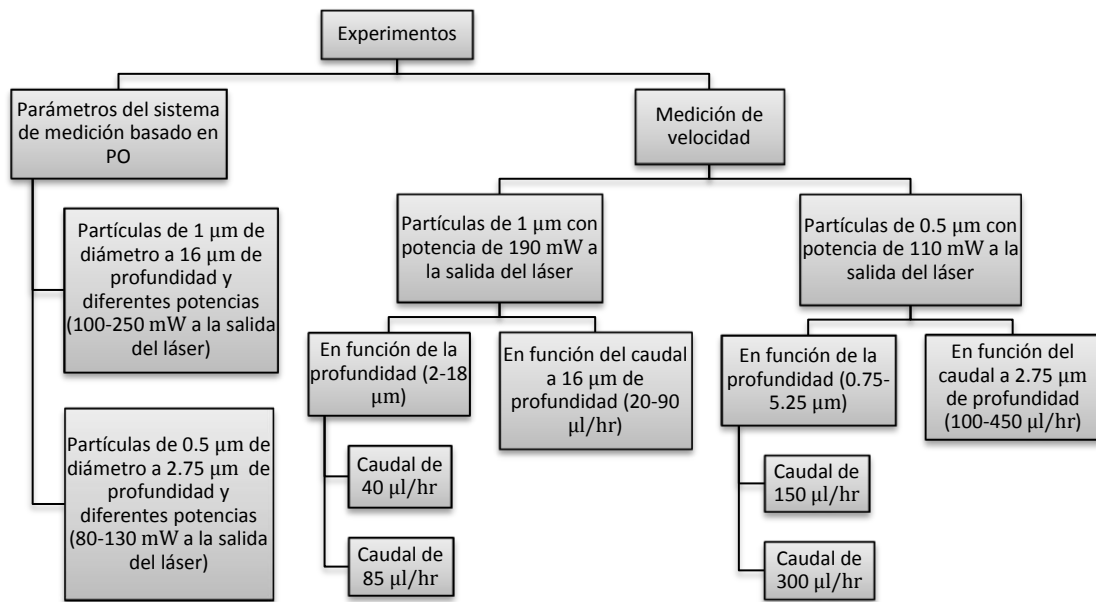 Experimentos
Parámetros del sistema
de medición basado en
PO
Medición de
velocidad
Partículas de 1 μm de
diámetro a 16 μm de
profundidad y
diferentes potencias
(100-250 mW a la salida
del láser)
Partículas de 0.5 μm de
diámetro a 2.75 μm de
profundidad y
diferentes potencias
(80-130 mW a la salida
del láser)
Partículas de 1 μm con
potencia de 190 mW a
la salida del láser
Partículas de 0.5 μm con
potencia de 110 mW a la
salida del láser
En función de la
profundidad (2-18
μm)
En función del caudal
a 16 μm de
profundidad (20-90
μl/hr)
Caudal de
40 μl/hr
Caudal de
85 μl/hr
En función de la
profundidad (0.75-
5.25 μm)
En función del
caudal a 2.75 μm
de profundidad
(100-450 μl/hr)
Caudal de
150 μl/hr
Caudal de
300 μl/hr